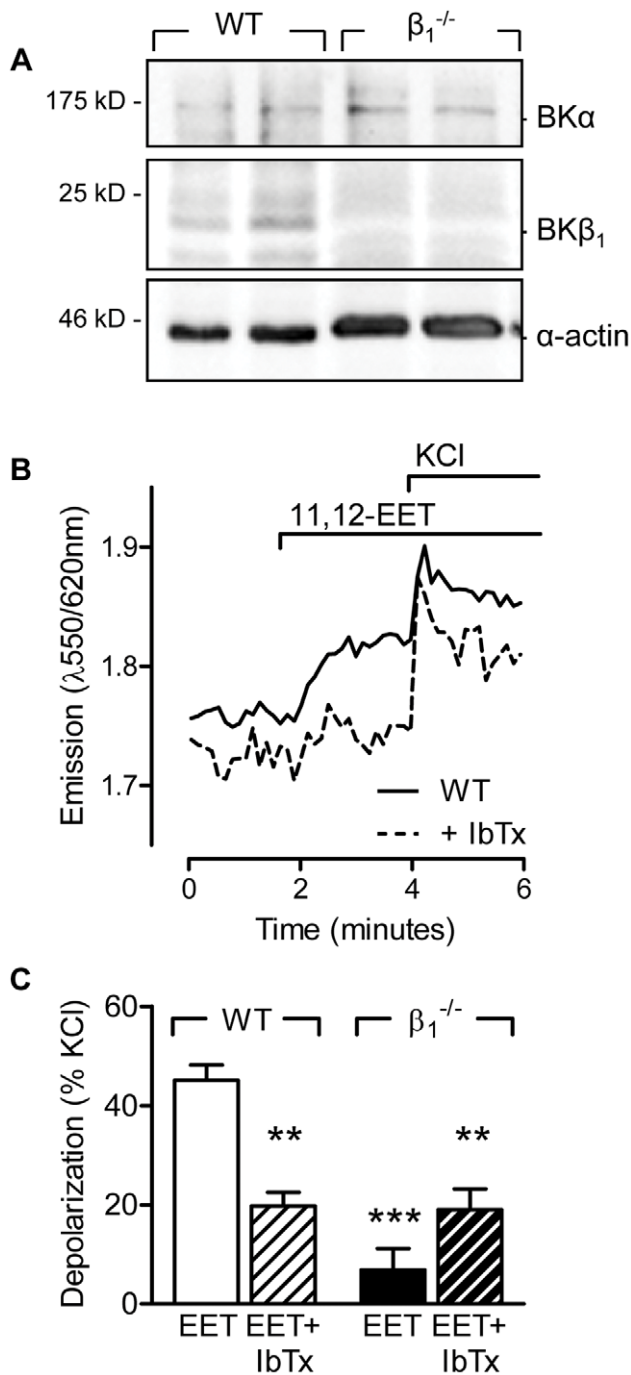 WT β₁⁻/⁻
A
175 kD - BKα
25 kD - BKβ₁
46 kD - α-actin
B
KCl
11,12-EET
Emission (λ550/620nm)
1.9
1.8
1.7
WT
+ IbTx
0 2 4 6
Time (minutes)
C
Depolarization (% KCl)
60
40
20
0
WT β₁⁻/⁻
** *** **
EET EET+ IbTx EET EET+ IbTx